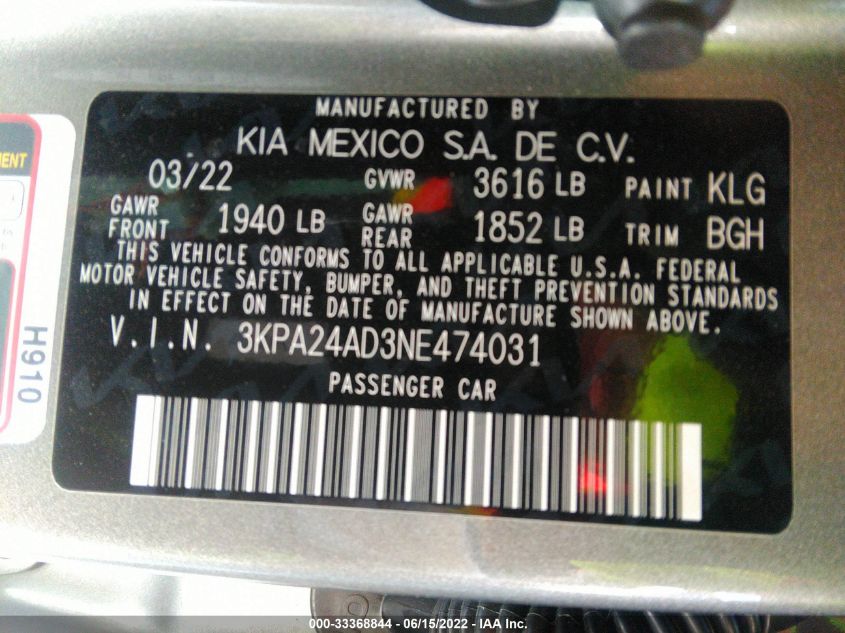 MANUFACTURED BY
KIA MEXICO S.A. DE C.V.
03/22 GVWR 3616 LB PAINT KLG
GAWR FRONT 1940 LB GAWR REAR 1852 LB TRIM BGH
THIS VEHICLE CONFORMS TO ALL APPLICABLE U.S.A. FEDERAL
MOTOR VEHICLE SAFETY, BUMPER, AND THEFT PREVENTION STANDARDS
IN EFFECT ON THE DATE OF MANUFACTURE SHOWN ABOVE.
V.I.N. 3KPA24AD3NE474031
PASSENGER CAR
H910
000-33368844 - 06/15/2022 - IAA Inc.